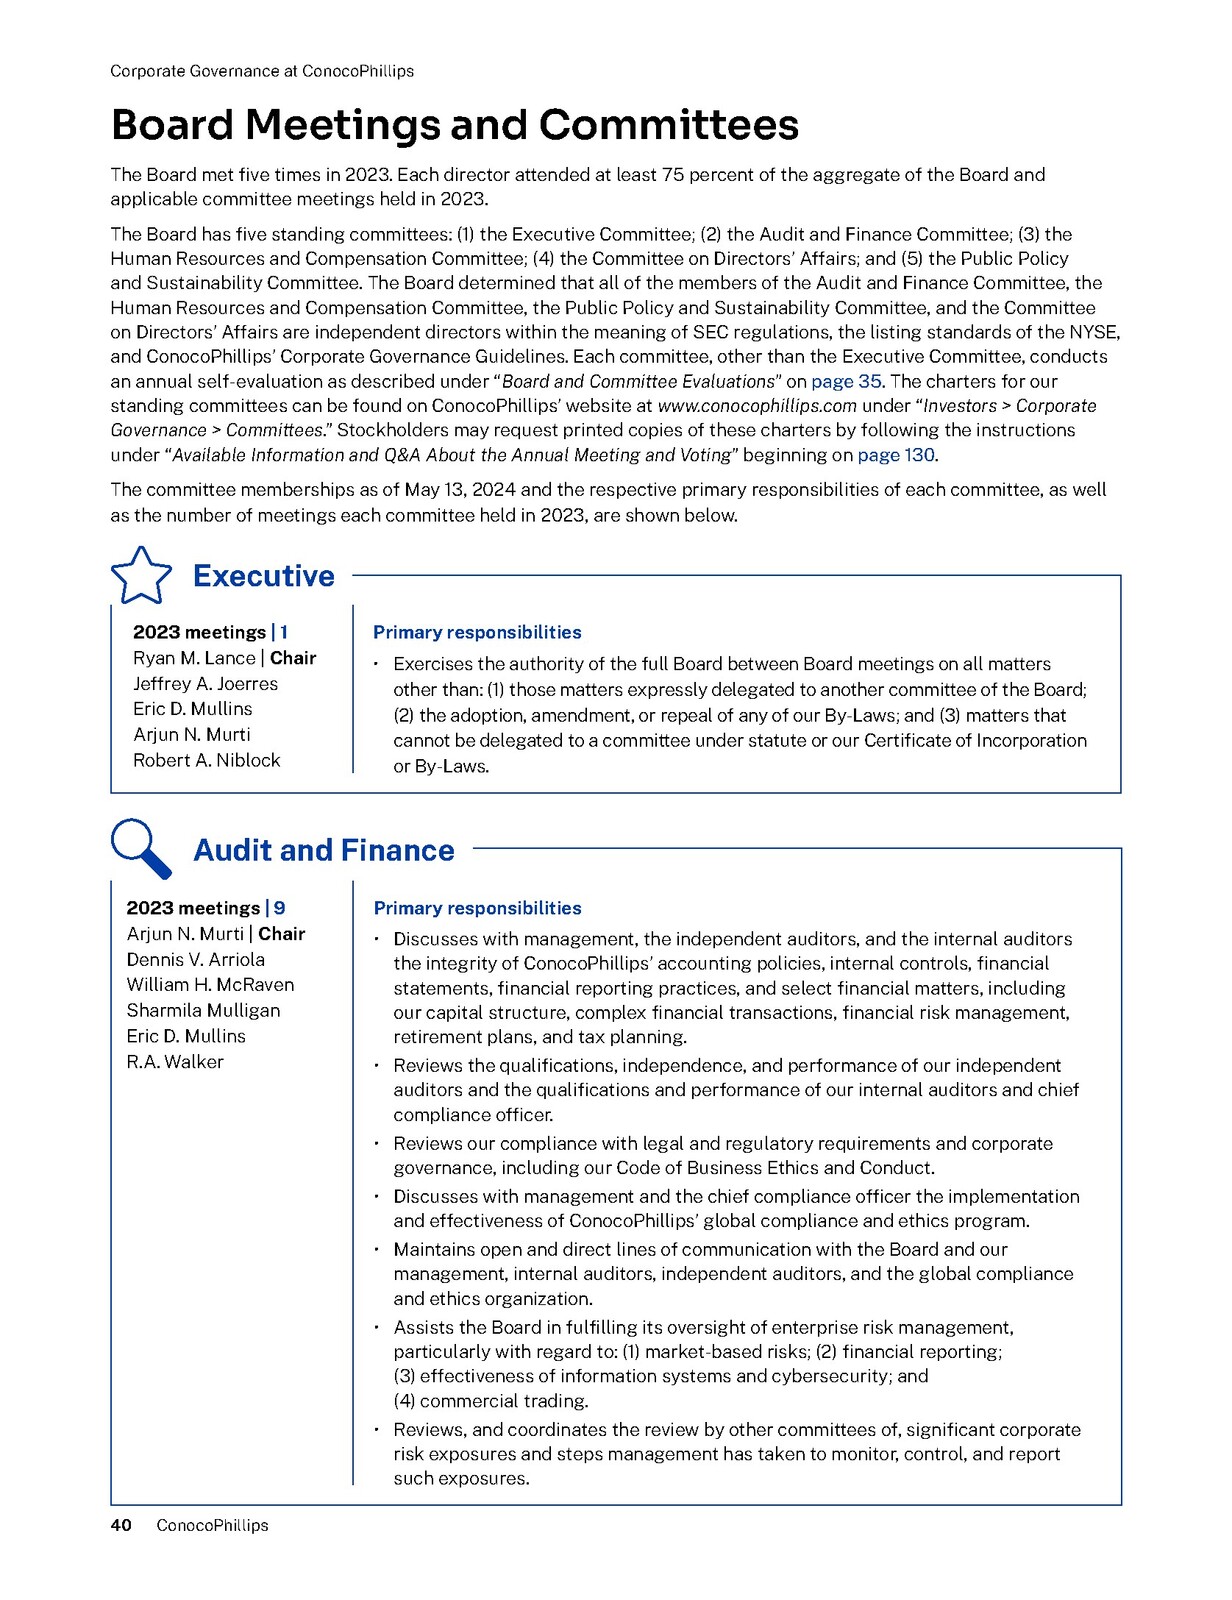 Corporate Governance at ConocoPhillips
Board Meetings and Committees
The Board met five times in 2023. Each director attended at least 75 percent of the aggregate of the Board and
applicable committee meetings held in 2023.
The Board has five standing committees: (1) the Executive Committee; (2) the Audit and Finance Committee; (3) the
Human Resources and Compensation Committee; (4) the Committee on Directors’ Affairs; and (5) the Public Policy
and Sustainability Committee. The Board determined that all of the members of the Audit and Finance Committee, the
Human Resources and Compensation Committee, the Public Policy and Sustainability Committee, and the Committee
on Directors’ Affairs are independent directors within the meaning of SEC regulations, the listing standards of the NYSE,
and ConocoPhillips’ Corporate Governance Guidelines. Each committee, other than the Executive Committee, conducts
an annual self-evaluation as described under “Board and Committee Evaluations” on page 35. The charters for our
standing committees can be found on ConocoPhillips’ website at www.conocophillips.com under “Investors > Corporate
Governance > Committees.” Stockholders may request printed copies of these charters by following the instructions
under “Available Information and Q&A About the Annual Meeting and Voting” beginning on page 130.
The committee memberships as of May 13, 2024 and the respective primary responsibilities of each committee, as well
as the number of meetings each committee held in 2023, are shown below.
Executive
2023 meetings | 1
Ryan M. Lance | Chair
Jeffrey A. Joerres
Eric D. Mullins
Arjun N. Murti
Robert A. Niblock
Primary responsibilities
• Exercises the authority of the full Board between Board meetings on all matters
other than: (1) those matters expressly delegated to another committee of the Board;
(2) the adoption, amendment, or repeal of any of our By-Laws; and (3) matters that
cannot be delegated to a committee under statute or our Certificate of Incorporation
or By-Laws.
Audit and Finance
2023 meetings | 9
Arjun N. Murti | Chair
Dennis V. Arriola
William H. McRaven
Sharmila Mulligan
Eric D. Mullins
R.A. Walker
Primary responsibilities
• Discusses with management, the independent auditors, and the internal auditors
the integrity of ConocoPhillips’ accounting policies, internal controls, financial
statements, financial reporting practices, and select financial matters, including
our capital structure, complex financial transactions, financial risk management,
retirement plans, and tax planning.
• Reviews the qualifications, independence, and performance of our independent
auditors and the qualifications and performance of our internal auditors and chief
compliance officer.
• Reviews our compliance with legal and regulatory requirements and corporate
governance, including our Code of Business Ethics and Conduct.
• Discusses with management and the chief compliance officer the implementation
and effectiveness of ConocoPhillips’ global compliance and ethics program.
• Maintains open and direct lines of communication with the Board and our
management, internal auditors, independent auditors, and the global compliance
and ethics organization.
• Assists the Board in fulfilling its oversight of enterprise risk management,
particularly with regard to: (1) market-based risks; (2) financial reporting;
(3) effectiveness of information systems and cybersecurity; and
(4) commercial trading.
• Reviews, and coordinates the review by other committees of, significant corporate
risk exposures and steps management has taken to monitor, control, and report
such exposures.
40 ConocoPhillips